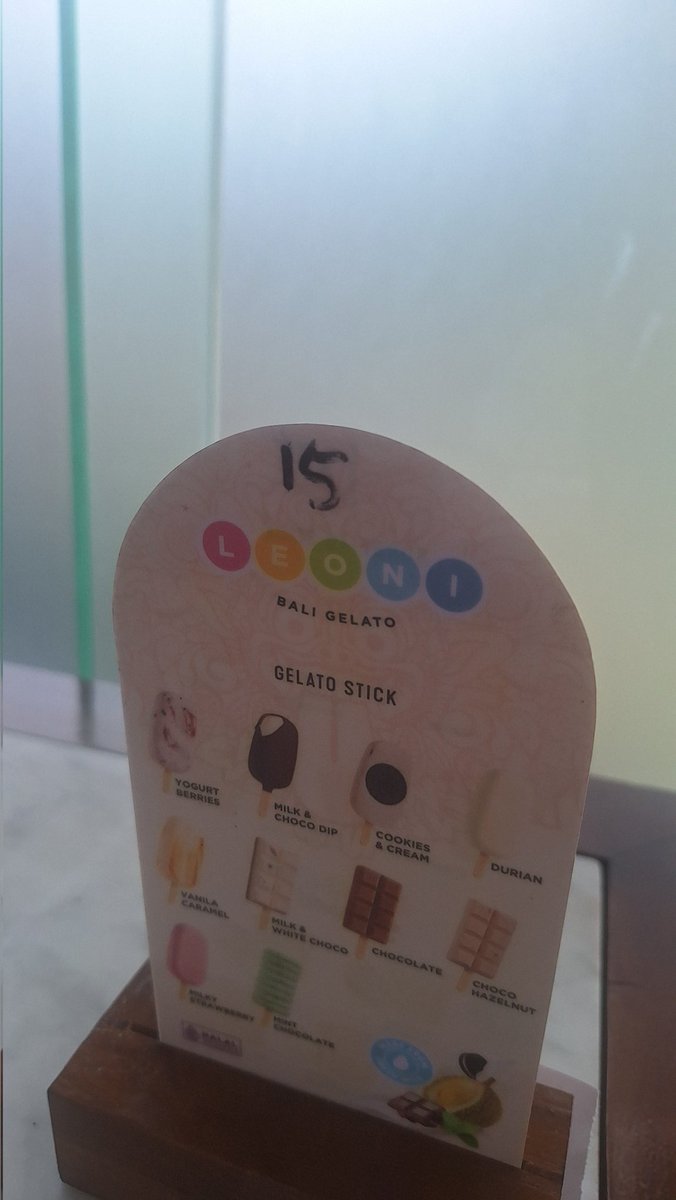 15
LEONI
BALI GELATO
GELATO STICK
YOGURT
BERRIES
MILK &
CHOCO DIP
COOKIES
& CREAM
DURIAN
VANILA
CARAMEL
MILK &
WHITE CHOCO
CHOCOLATE
CHOCO
HAZELNUT
MILKY
STRAWBERRY
MINT
CHOCOLATE
HALAL